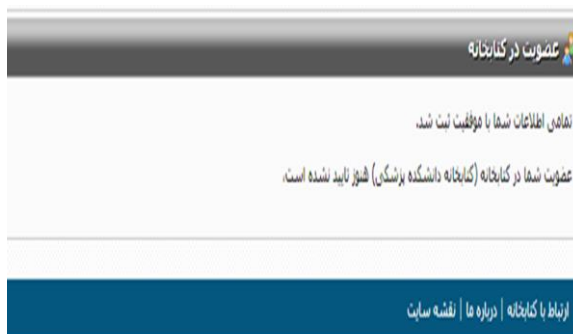 عضویت در کتابخانه
تمامی اطلاعات شما با موفقیت ثبت شد.
عضویت شما در کتابخانه (کتابخانه دانشکده پزشکی) هنوز تایید نشده است.
ارتباط با کتابخانه | درباره ما | نقشه سایت